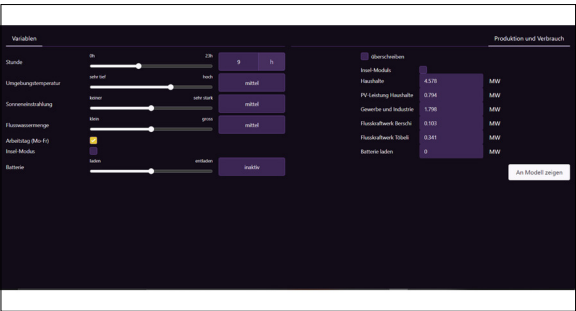 Variablen
Produktion und Verbrauch
0h 23h
Stunde 9 h
sehr tief hoch
Umgebungstemperatur mittel
keiner sehr stark
Sonneneinstrahlung mittel
klein gross
Flusswassermenge mittel
Arbeitstag (Mo-Fr)
Insel-Modus
laden entladen
Batterie inaktiv
überschreiben
Insel-Moduls
Haushalte 4.578 MW
PV-Leistung Haushalte 0.794 MW
Gewerbe und Industrie 1.798 MW
Flusskraftwerk Berschi 0.103 MW
Flusskraftwerk Töbeli 0.341 MW
Batterie laden 0 MW
An Modell zeigen